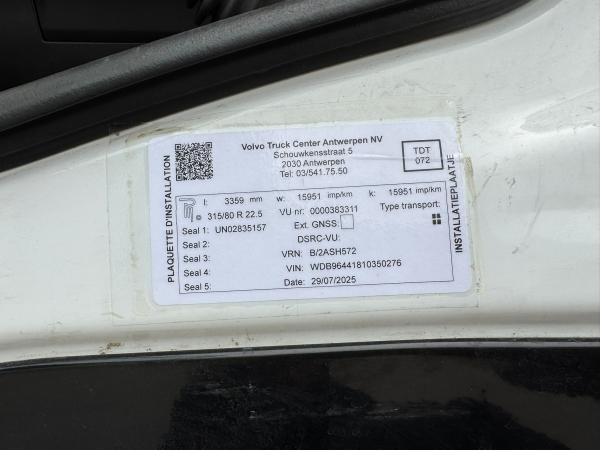 Volvo Truck Center Antwerpen NV
Schouwkensstraat 5
2030 Antwerpen
Tel: 03/541.75.50
TDT
072
PLAQUETTE D'INSTALLATION
l: 3359 mm w: 15951 imp/km k: 15951 imp/km
315/80 R 22.5 VU nr: 0000383311 Type transport:
Seal 1: UN02835157 Ext. GNSS:
Seal 2: DSRC-VU:
Seal 3: VRN: B/2ASH572
Seal 4: VIN: WDB96441810350276
Seal 5: Date: 29/07/2025
INSTALLATIEPLAATJE